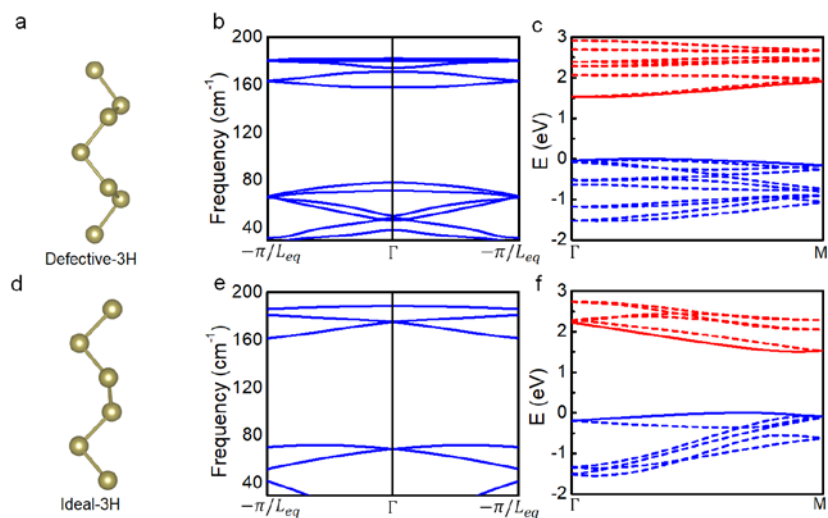 a
Defective-3H
b
Frequency (cm⁻¹)
200
160
120
80
40
−π/L_eq
Γ
−π/L_eq
c
E (eV)
3
2
1
0
-1
-2
Γ
M
d
Ideal-3H
e
Frequency (cm⁻¹)
200
160
120
80
40
−π/L_eq
Γ
−π/L_eq
f
E (eV)
3
2
1
0
-1
-2
Γ
M